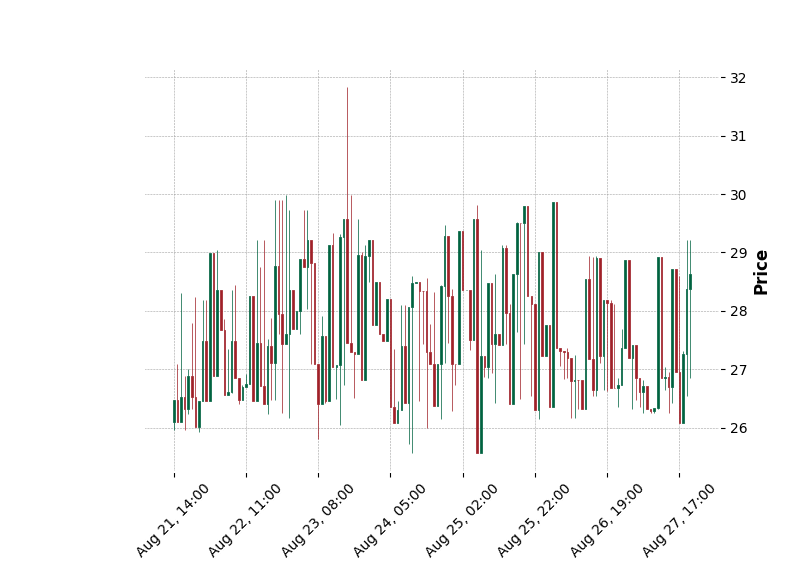 32
31
30
29
28
27
26
Price
Aug 21, 14:00
Aug 22, 11:00
Aug 23, 08:00
Aug 24, 05:00
Aug 25, 02:00
Aug 25, 22:00
Aug 26, 19:00
Aug 27, 17:00